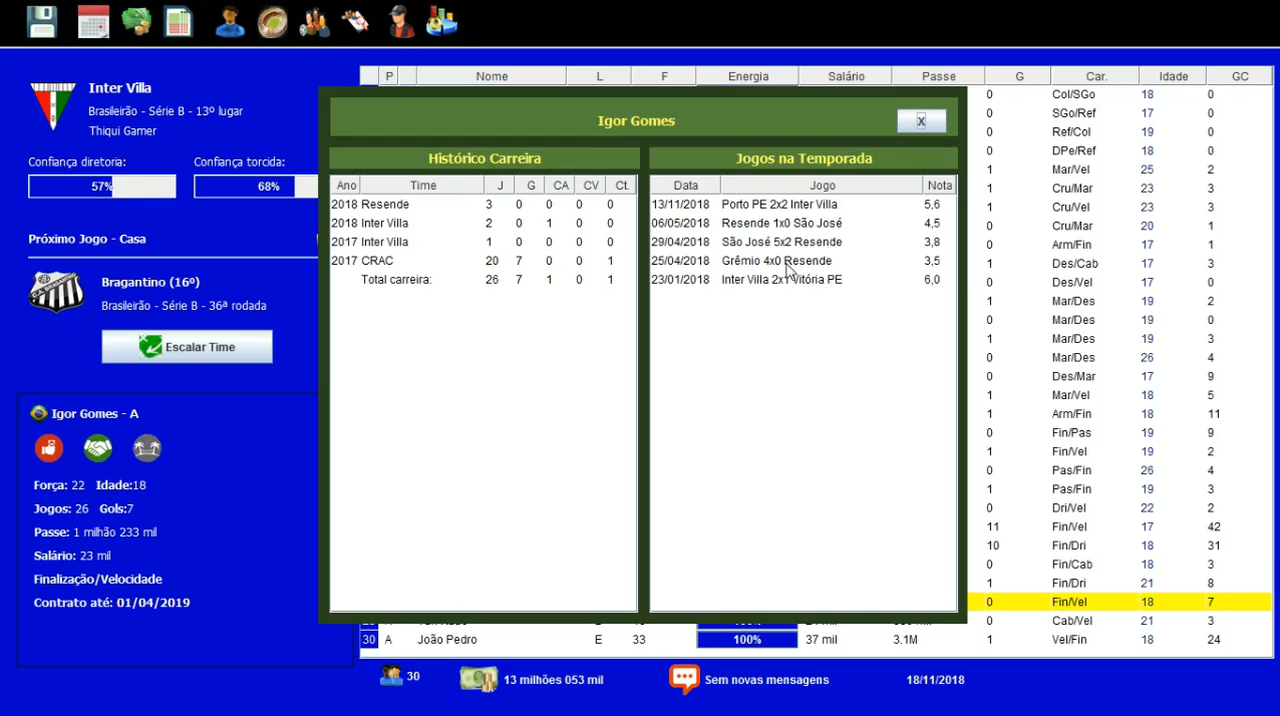 P Nome L F Energia Salário Passe G Car. Idade GC
Inter Villa
Brasileirão - Série B - 13º lugar
Thiqui Gamer
Confiança diretoria: Confiança torcida:
57% 68%
Próximo Jogo - Casa
Bragantino (16º)
Brasileirão - Série B - 36ª rodada
Escalar Time
Igor Gomes - A
Força: 22 Idade:18
Jogos: 26 Gols:7
Passe: 1 milhão 233 mil
Salário: 23 mil
Finalização/Velocidade
Contrato até: 01/04/2019
Igor Gomes
X
Histórico Carreira
Ano Time J G CA CV Ct.
2018 Resende 3 0 0 0 0
2018 Inter Villa 2 0 1 0 0
2017 Inter Villa 1 0 0 0 0
2017 CRAC 20 7 0 0 1
Total carreira: 26 7 1 0 1
Jogos na Temporada
Data Jogo Nota
13/11/2018 Porto PE 2x2 Inter Villa 5,6
06/05/2018 Resende 1x0 São José 4,5
29/04/2018 São José 5x2 Resende 3,8
25/04/2018 Grêmio 4x0 Resende 3,5
23/01/2018 Inter Villa 2x1 Vitória PE 6,0
0 Col/SGo 18 0
0 SGo/Ref 17 0
0 Ref/Col 19 0
0 DPe/Ref 18 0
1 Mar/Vel 25 2
1 Cru/Mar 23 3
1 Cru/Vel 23 3
0 Cru/Mar 20 1
0 Arm/Fin 17 1
1 Des/Cab 17 3
0 Des/Vel 17 0
1 Mar/Des 19 2
0 Mar/Des 19 0
1 Mar/Des 19 3
0 Mar/Des 26 4
0 Des/Mar 17 9
1 Mar/Vel 18 5
1 Arm/Fin 18 11
0 Fin/Pas 19 9
1 Fin/Vel 19 2
0 Pas/Fin 26 4
1 Pas/Fin 19 3
0 Dri/Vel 22 2
11 Fin/Vel 17 42
10 Fin/Dri 18 31
0 Fin/Cab 18 3
1 Fin/Dri 21 8
0 Fin/Vel 18 7
0 Cab/Vel 21 3
30 A João Pedro E 33 100% 37 mil 3.1M 1 Vel/Fin 18 24
30 13 milhões 053 mil Sem novas mensagens 18/11/2018